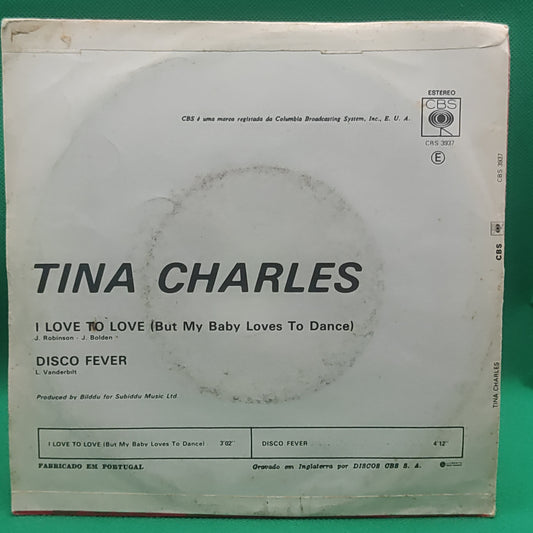 ESTEREO
CBS
CBS é uma marca registada da Columbia Broadcasting System, Inc., E. U. A.
CBS 3937
E
CBS 3937
CBS
TINA CHARLES
TINA CHARLES
I LOVE TO LOVE (But My Baby Loves To Dance)
J. Robinson - J. Bolden
DISCO FEVER
L. Vanderbilt
Produced by Bilddu for Subiddu Music Ltd.
I LOVE TO LOVE (But My Baby Loves To Dance) 3'02"
DISCO FEVER 4'12"
FABRICADO EM PORTUGAL
Gravado em Inglaterra por DISCOS CBS S. A.